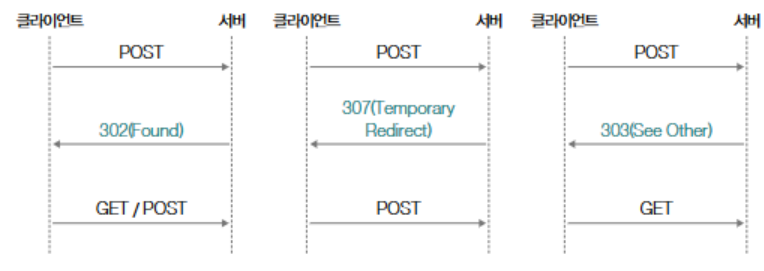 클라이언트 서버 클라이언트 서버 클라이언트 서버
POST POST POST
307(Temporary
302(Found) Redirect) 303(See Other)
GET / POST POST GET